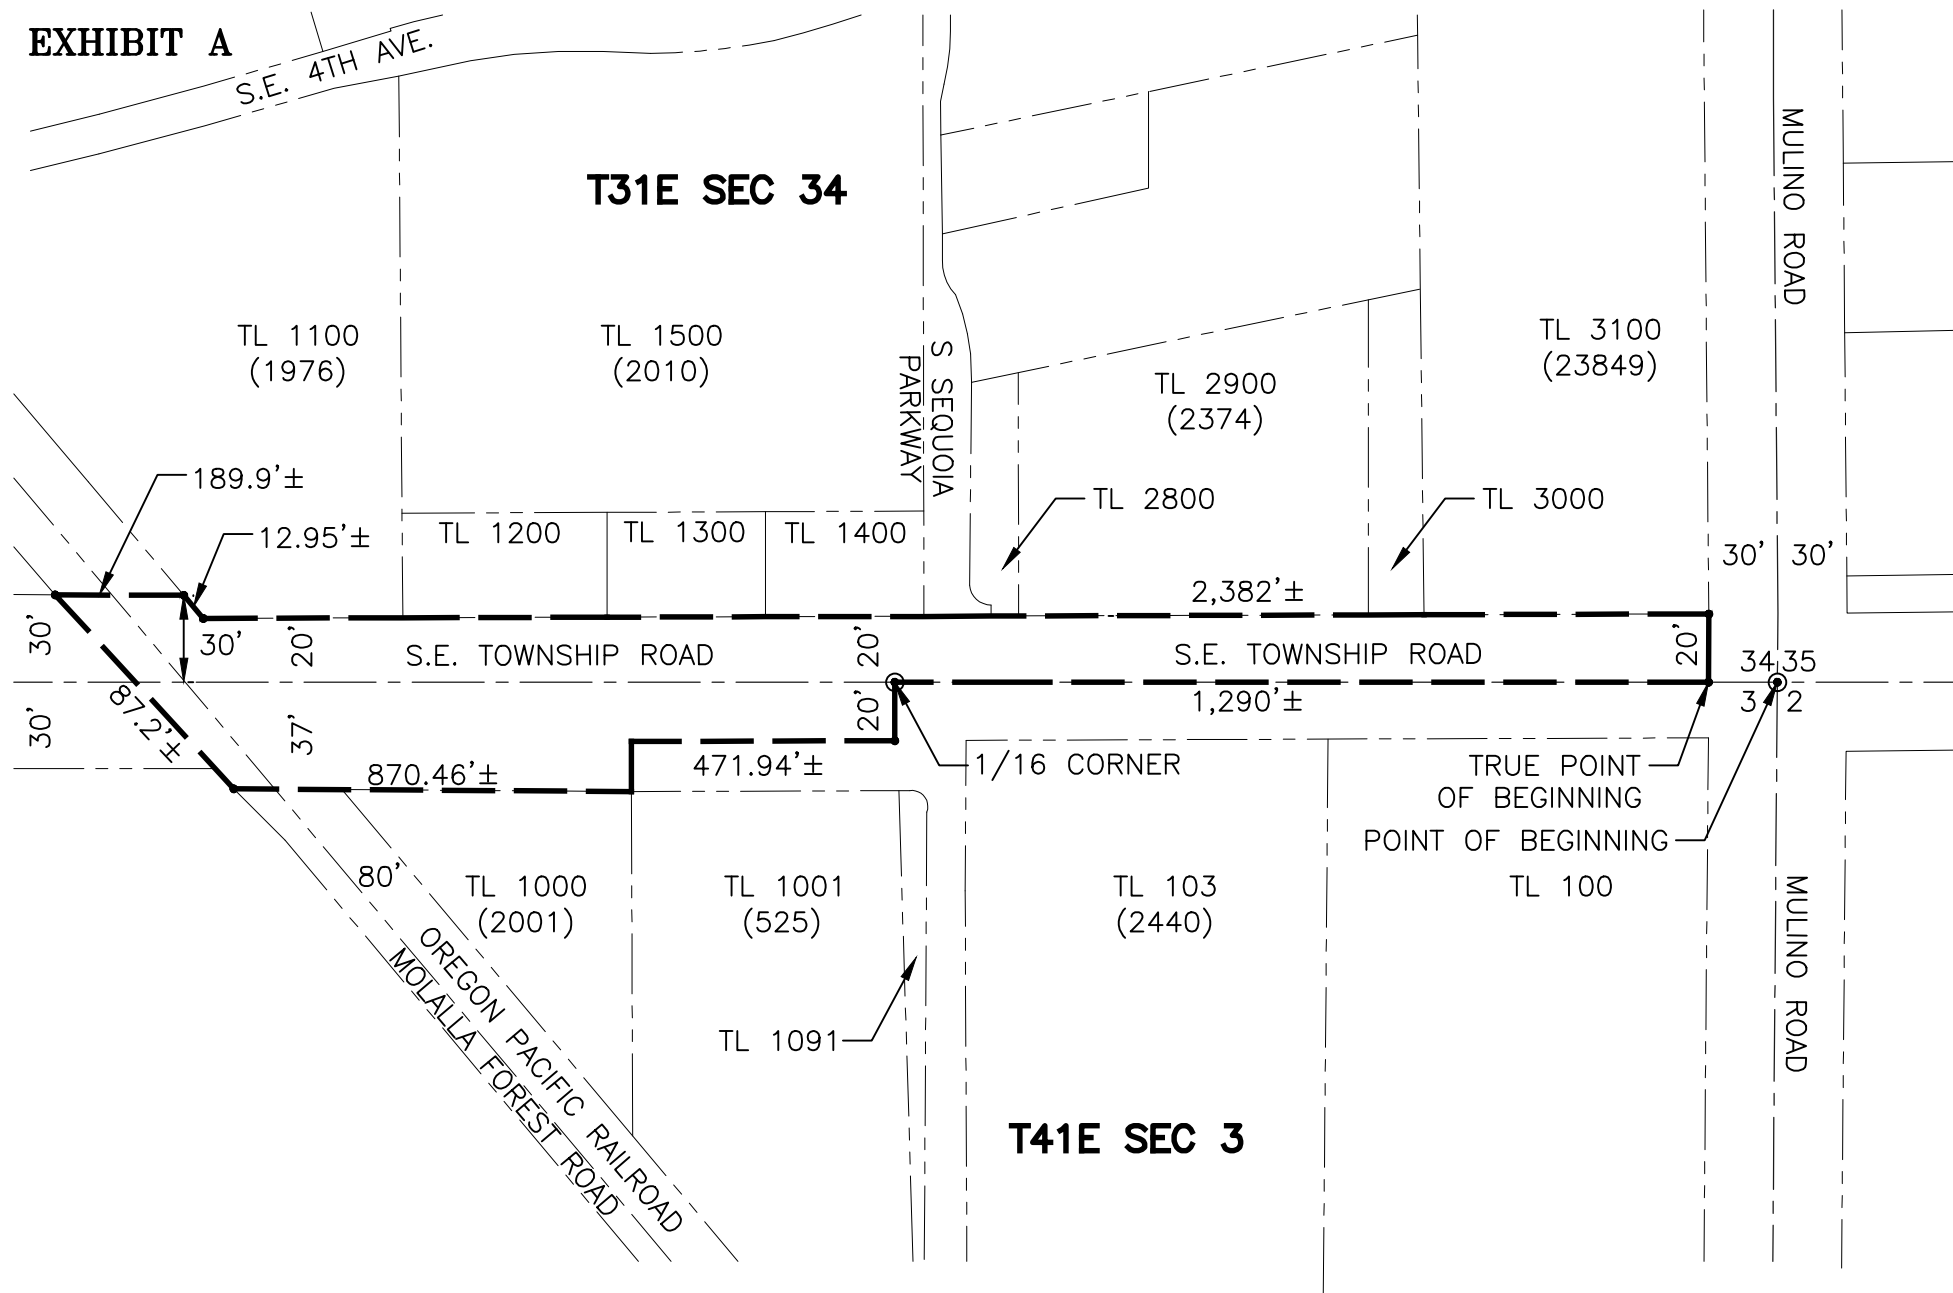 EXHIBIT A
S.E. 4TH AVE.
T31E SEC 34
MULINO ROAD
TL 1100
(1976)
TL 1500
(2010)
S SEQUOIA
PARKWAY
TL 2900
(2374)
TL 3100
(23849)
189.9'±
12.95'±
TL 1200
TL 1300
TL 1400
TL 2800
TL 3000
30' 30'
2,382'±
30'
30'
20'
S.E. TOWNSHIP ROAD
20'
S.E. TOWNSHIP ROAD
20'
34 35
3 2
30'
87.2'±
37'
20'
1,290'±
870.46'±
471.94'±
1/16 CORNER
TRUE POINT
OF BEGINNING
POINT OF BEGINNING
80'
TL 1000
(2001)
TL 1001
(525)
TL 103
(2440)
TL 100
MULINO ROAD
OREGON PACIFIC RAILROAD
MOLALLA FOREST ROAD
TL 1091
T41E SEC 3